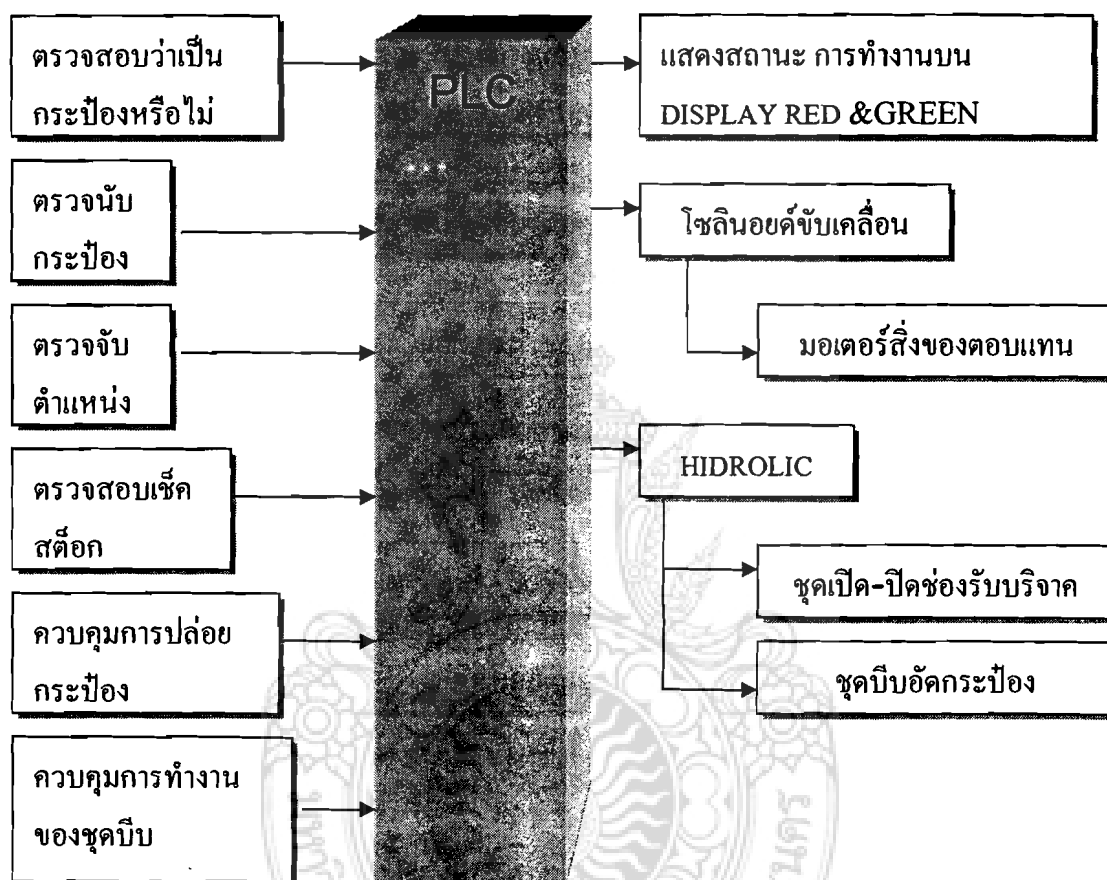 ตรวจสอบว่าเป็น
กระป๋องหรือไม่
ตรวจนับ
กระป๋อง
ตรวจจับ
ตำแหน่ง
ตรวจสอบเช็ค
สต็อก
ควบคุมการปล่อย
กระป๋อง
ควบคุมการทำงาน
ของชุดบีบ
PLC
แสดงสถานะ การทำงานบน
DISPLAY RED &GREEN
โซลินอยด์ขับเคลื่อน
มอเตอร์สิ่งของตอบแทน
HIDROLIC
ชุดเปิด-ปิดช่องรับบริจาค
ชุดบีบอัดกระป๋อง